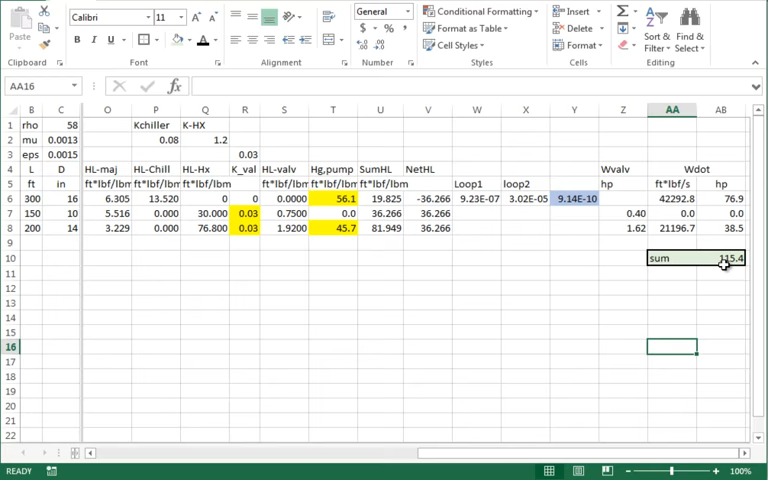 Calibri 11 A A General Conditional Formatting Insert Σ
Paste B I U A $ % , Format as Table Delete Sort & Find &
Cell Styles Format Filter Select
Clipboard Font Alignment Number Styles Cells Editing
AA16 fx
B C O P Q R S T U V W X Y Z AA AB
1 rho 58 Kchiller K-HX
2 mu 0.0013 0.08 1.2
3 eps 0.0015 0.03
4 L D HL-maj HL-Chill HL-Hx K_val HL-valv Hg,pump SumHL NetHL Wvalv Wdot
5 ft in ft*lbf/lbm ft*lbf/lbm ft*lbf/lbm ft*lbf/lbm ft*lbf/lbm ft*lbf/lbm Loop1 loop2 hp ft*lbf/s hp
6 300 16 6.305 13.520 0 0 0.0000 56.1 19.825 -36.266 9.23E-07 3.02E-05 9.14E-10 42292.8 76.9
7 150 10 5.516 0.000 30.000 0.03 0.7500 0.0 36.266 36.266 0.40 0.0 0.0
8 200 14 3.229 0.000 76.800 0.03 1.9200 45.7 81.949 36.266 1.62 21196.7 38.5
9
10 sum 115.4
11
12
13
14
15
16
17
18
19
20
21
22
READY 100%